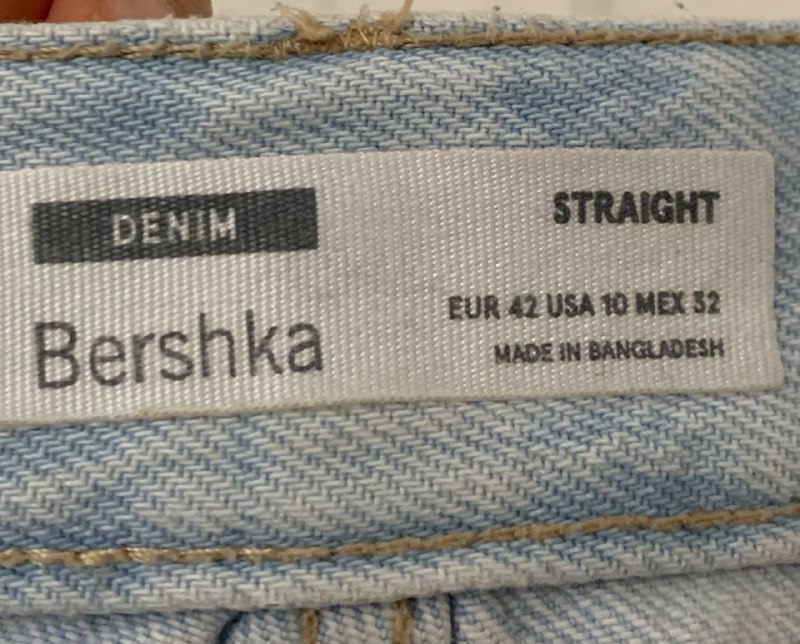 DENIM
Bershka
STRAIGHT
EUR 42 USA 10 MEX 32
MADE IN BANGLADESH